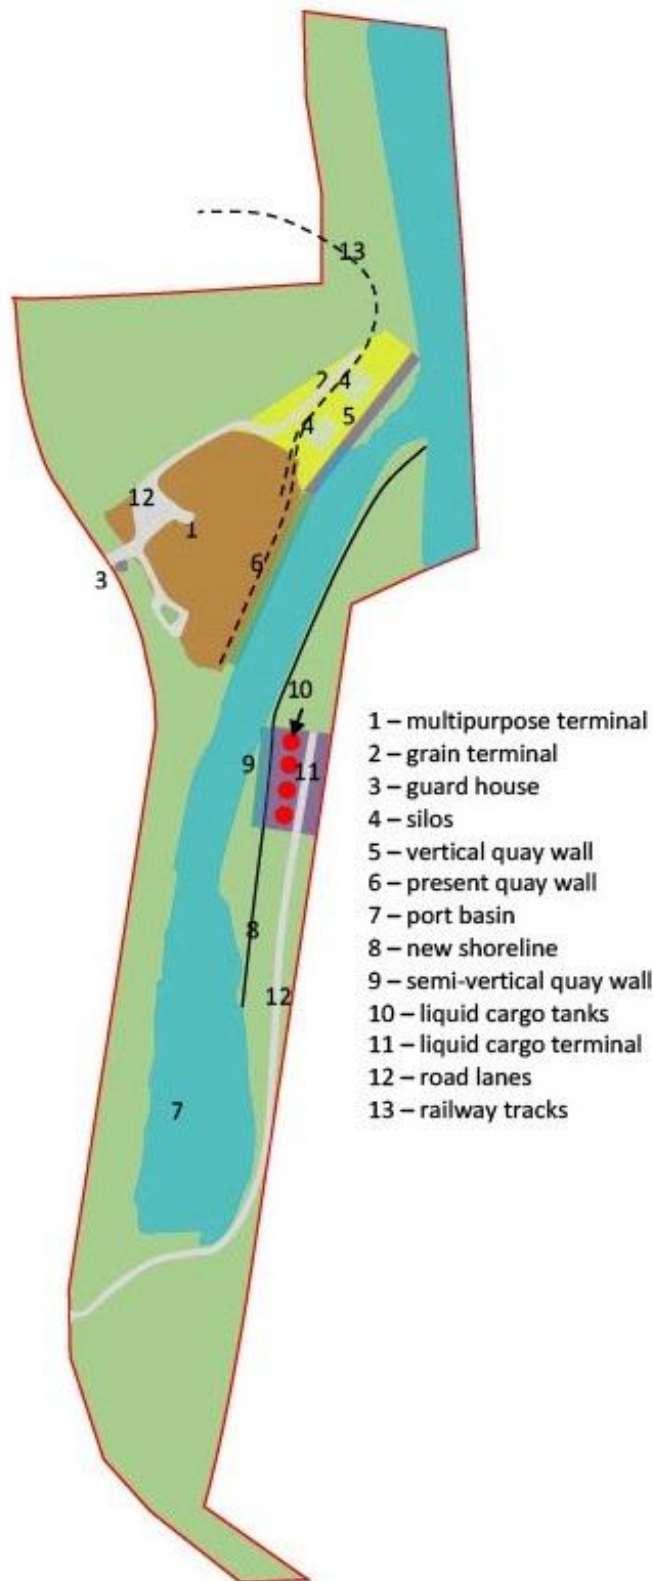 13
2
4
5
4
12
1
6
3
10
9
11
8
12
7
1 – multipurpose terminal
2 – grain terminal
3 – guard house
4 – silos
5 – vertical quay wall
6 – present quay wall
7 – port basin
8 – new shoreline
9 – semi-vertical quay wall
10 – liquid cargo tanks
11 – liquid cargo terminal
12 – road lanes
13 – railway tracks